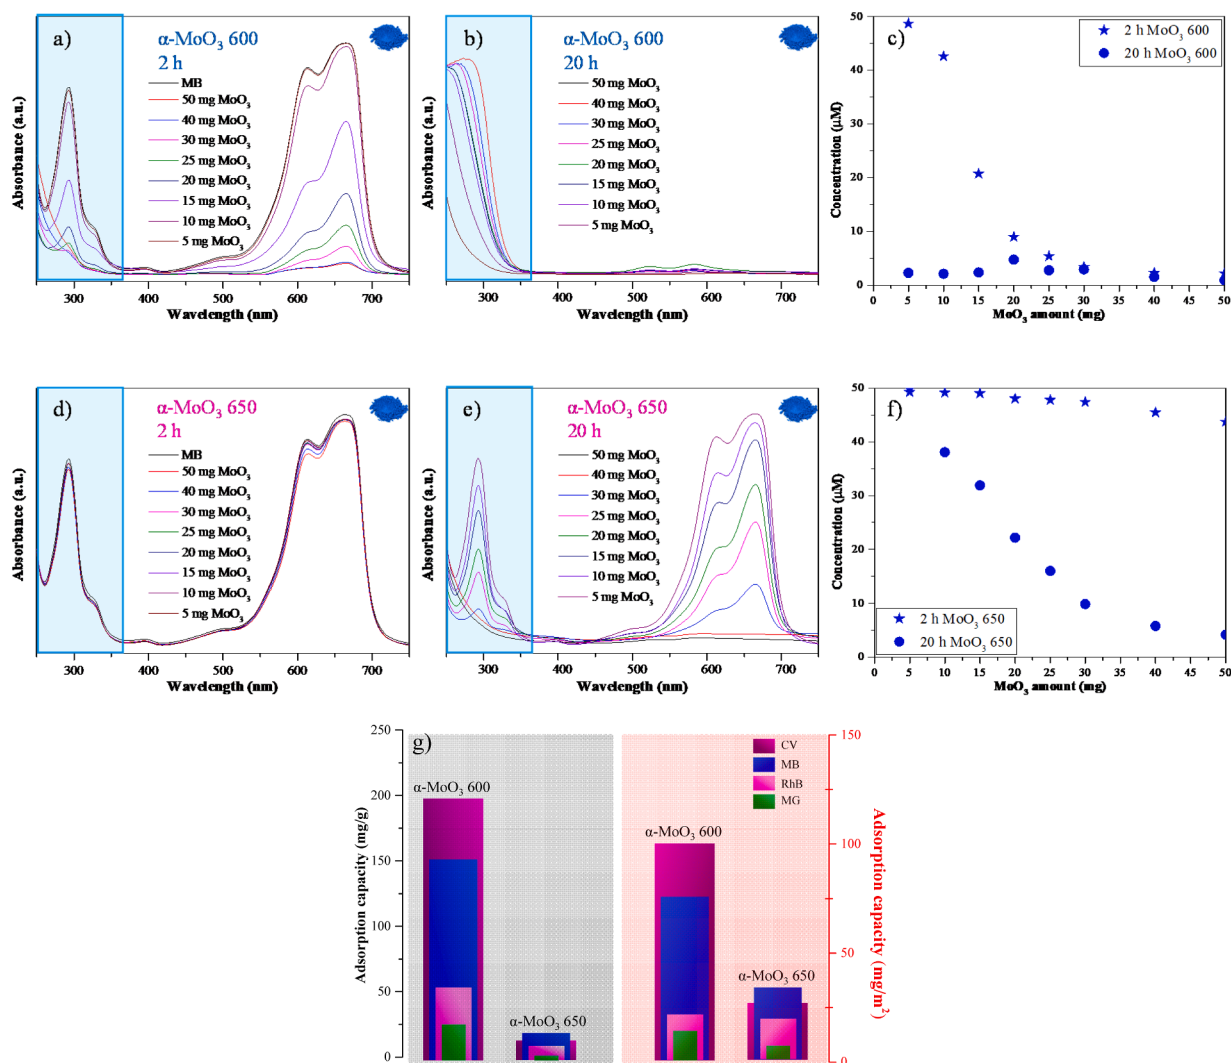 a)
α-MoO₃ 600
2 h
MB
50 mg MoO₃
40 mg MoO₃
30 mg MoO₃
25 mg MoO₃
20 mg MoO₃
15 mg MoO₃
10 mg MoO₃
5 mg MoO₃
Absorbance (a.u.)
300 400 500 600 700
Wavelength (nm)
b)
α-MoO₃ 600
20 h
50 mg MoO₃
40 mg MoO₃
30 mg MoO₃
25 mg MoO₃
20 mg MoO₃
15 mg MoO₃
10 mg MoO₃
5 mg MoO₃
Absorbance (a.u.)
300 400 500 600 700
Wavelength (nm)
c)
2 h MoO₃ 600
20 h MoO₃ 600
Concentration (μM)
50
40
30
20
10
0
0 5 10 15 20 25 30 35 40 45 50
MoO₃ amount (mg)
d)
α-MoO₃ 650
2 h
MB
50 mg MoO₃
40 mg MoO₃
30 mg MoO₃
25 mg MoO₃
20 mg MoO₃
15 mg MoO₃
10 mg MoO₃
5 mg MoO₃
Absorbance (a.u.)
300 400 500 600 700
Wavelength (nm)
e)
α-MoO₃ 650
20 h
50 mg MoO₃
40 mg MoO₃
30 mg MoO₃
25 mg MoO₃
20 mg MoO₃
15 mg MoO₃
10 mg MoO₃
5 mg MoO₃
Absorbance (a.u.)
300 400 500 600 700
Wavelength (nm)
f)
2 h MoO₃ 650
20 h MoO₃ 650
Concentration (μM)
50
40
30
20
10
0
0 5 10 15 20 25 30 35 40 45 50
MoO₃ amount (mg)
g)
Adsorption capacity (mg/g)
250
200
150
100
50
0
α-MoO₃ 600
α-MoO₃ 650
α-MoO₃ 600
α-MoO₃ 650
CV
MB
RhB
MG
150
100
50
0
Adsorption capacity (mg/m²)